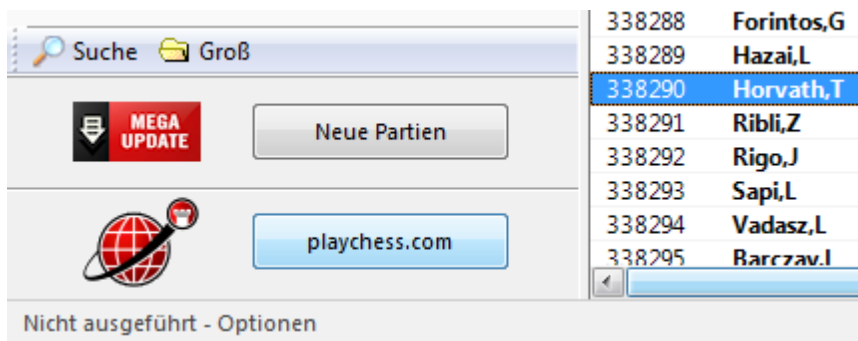 Suche Groß
MEGA
UPDATE
Neue Partien
playchess.com
Nicht ausgeführt - Optionen
338288 Forintos,G
338289 Hazai,L
338290 Horvath,T
338291 Ribli,Z
338292 Rigo,J
338293 Sapi,L
338294 Vadasz,L
338295 Barczay,L